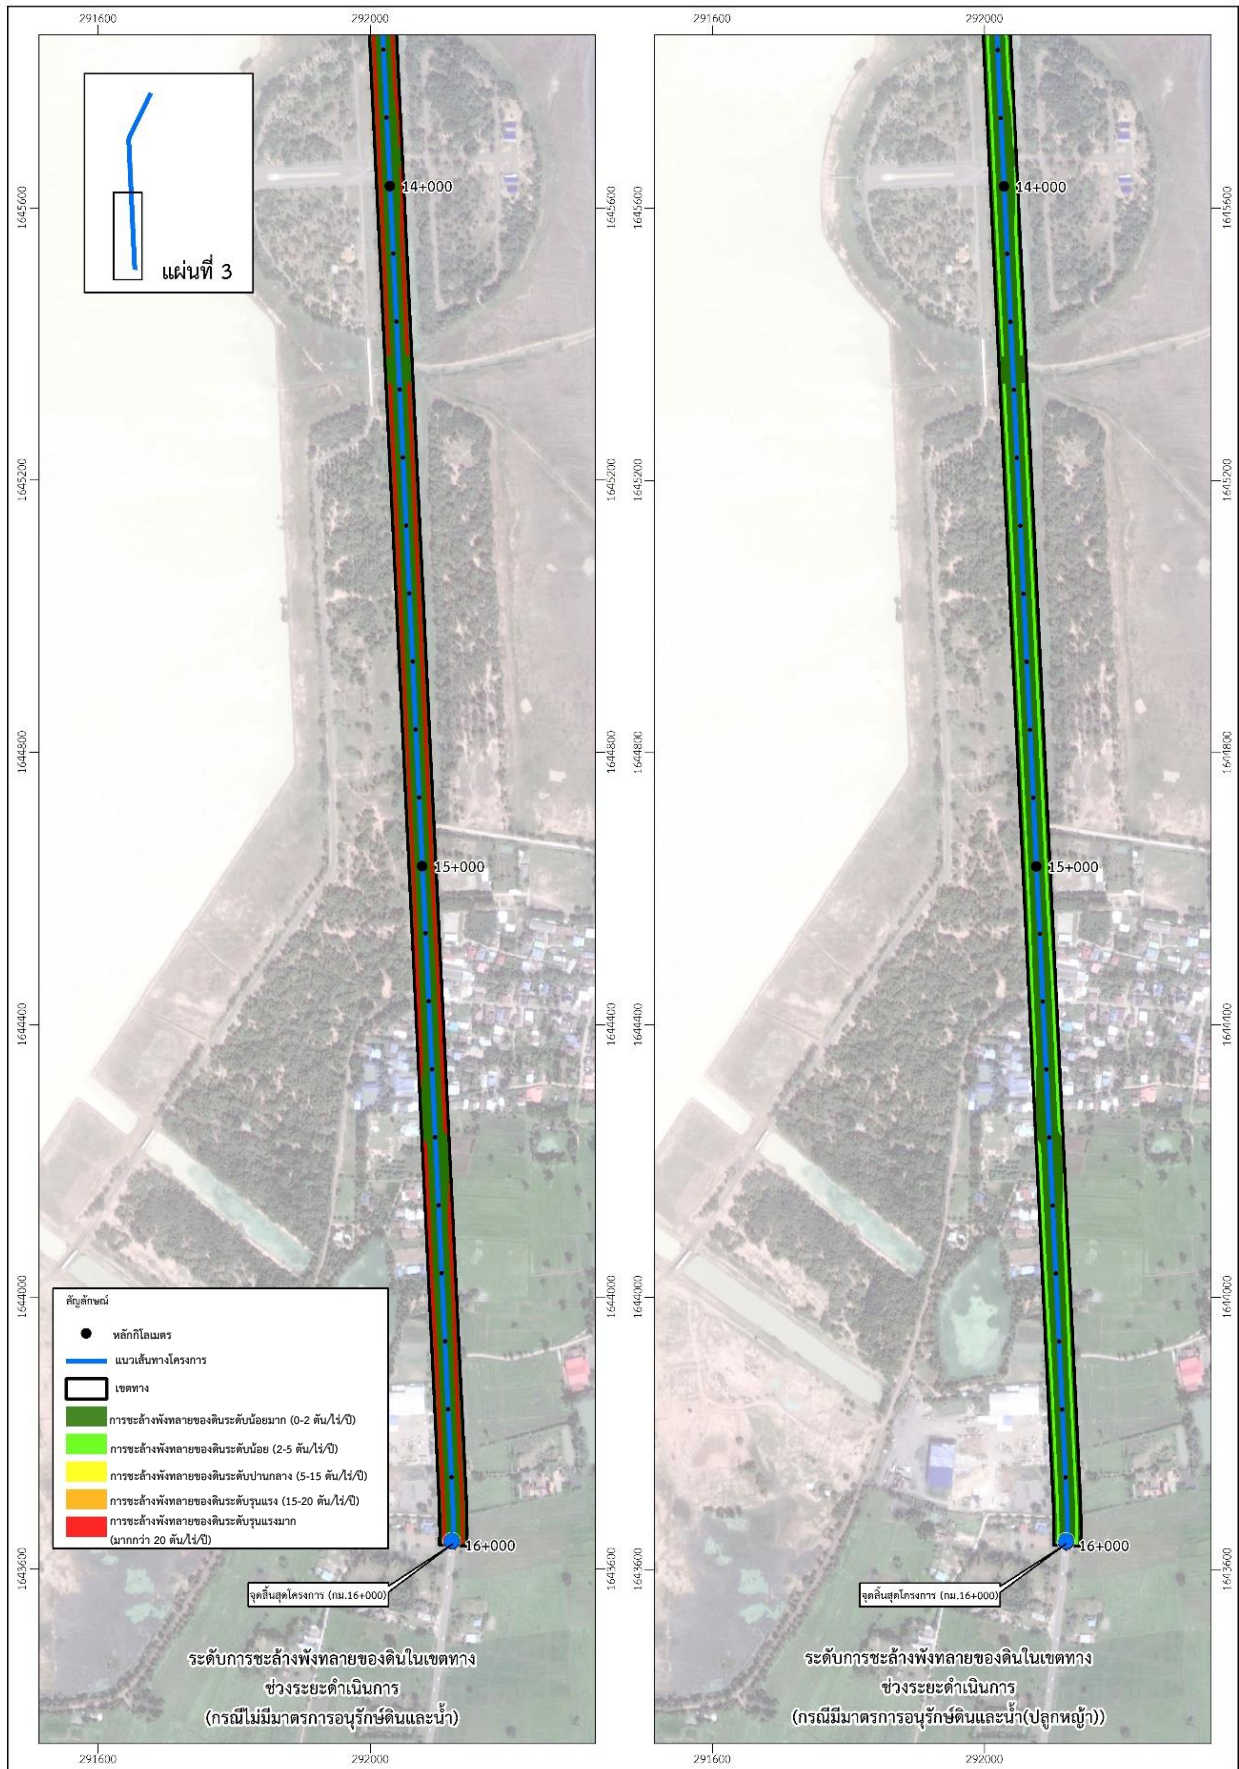 291600
292000
291600
292000
แผ่นที่ 3
14+000
14+000
1645600
1645600
1645600
1645200
1645200
1645200
1644800
1644800
1644800
15+000
15+000
1644400
1644400
1644400
1644000
1644000
1644000
สัญลักษณ์
หลักกิโลเมตร
แนวเส้นทางโครงการ
เขตทาง
การชะล้างพังทลายของดินระดับน้อยมาก (0-2 ตัน/ไร่/ปี)
การชะล้างพังทลายของดินระดับน้อย (2-5 ตัน/ไร่/ปี)
การชะล้างพังทลายของดินระดับปานกลาง (5-15 ตัน/ไร่/ปี)
การชะล้างพังทลายของดินระดับรุนแรง (15-20 ตัน/ไร่/ปี)
การชะล้างพังทลายของดินระดับรุนแรงมาก
(มากกว่า 20 ตัน/ไร่/ปี)
16+000
16+000
1643600
1643600
1643600
จุดสิ้นสุดโครงการ (กม.16+000)
จุดสิ้นสุดโครงการ (กม.16+000)
ระดับการชะล้างพังทลายของดินในเขตทาง
ช่วงระยะดำเนินการ
(กรณีไม่มีมาตรการอนุรักษ์ดินและน้ำ)
ระดับการชะล้างพังทลายของดินในเขตทาง
ช่วงระยะดำเนินการ
(กรณีมีมาตรการอนุรักษ์ดินและน้ำ(ปลูกหญ้า))
291600
292000
291600
292000